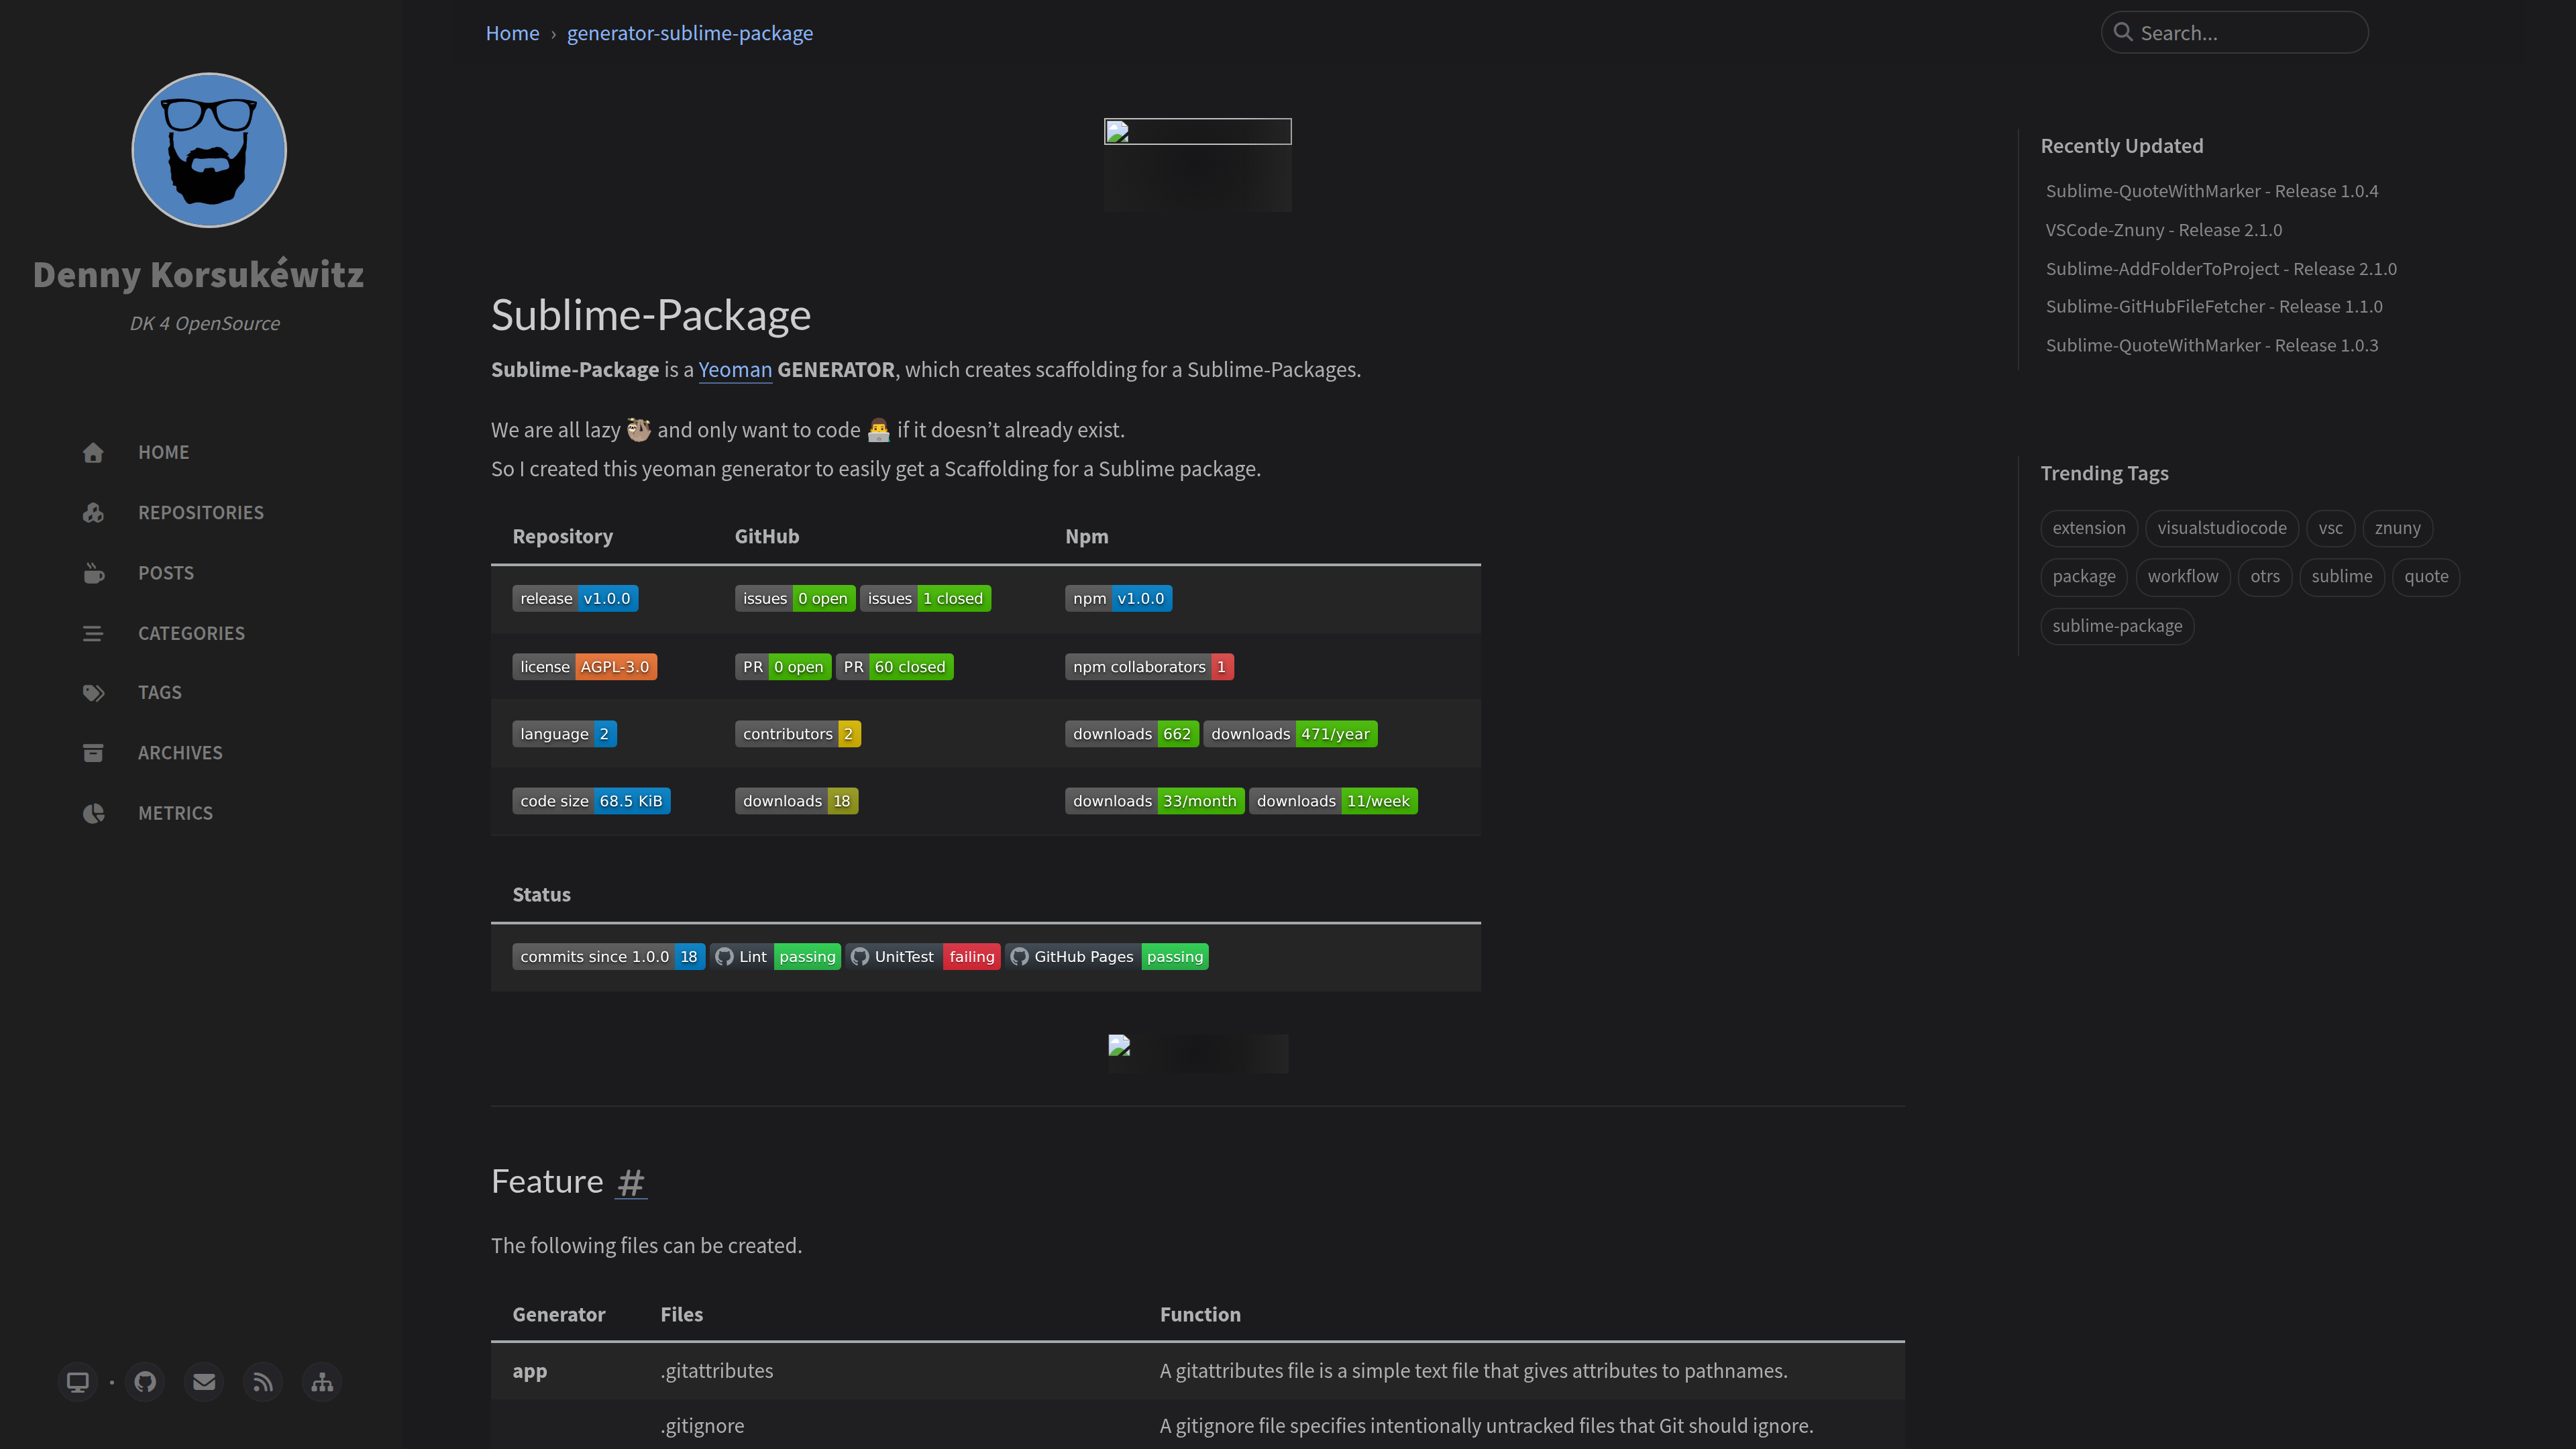 Denny Korsukéwitz
DK 4 OpenSource
HOME
REPOSITORIES
POSTS
CATEGORIES
TAGS
ARCHIVES
METRICS
Home › generator-sublime-package
Search...
Sublime-Package
Sublime-Package is a Yeoman GENERATOR, which creates scaffolding for a Sublime-Packages.
We are all lazy 🦥 and only want to code 👨‍💻 if it doesn’t already exist.
So I created this yeoman generator to easily get a Scaffolding for a Sublime package.
Repository GitHub Npm
release v1.0.0 issues 0 open issues 1 closed npm v1.0.0
license AGPL-3.0 PR 0 open PR 60 closed npm collaborators 1
language 2 contributors 2 downloads 662 downloads 471/year
code size 68.5 KiB downloads 18 downloads 33/month downloads 11/week
Status
commits since 1.0.0 18 Lint passing UnitTest failing GitHub Pages passing
Feature #
The following files can be created.
Generator Files Function
app .gitattributes A gitattributes file is a simple text file that gives attributes to pathnames.
.gitignore A gitignore file specifies intentionally untracked files that Git should ignore.
Recently Updated
Sublime-QuoteWithMarker - Release 1.0.4
VSCode-Znuny - Release 2.1.0
Sublime-AddFolderToProject - Release 2.1.0
Sublime-GitHubFileFetcher - Release 1.1.0
Sublime-QuoteWithMarker - Release 1.0.3
Trending Tags
extension visualstudiocode vsc znuny
package workflow otrs sublime quote
sublime-package